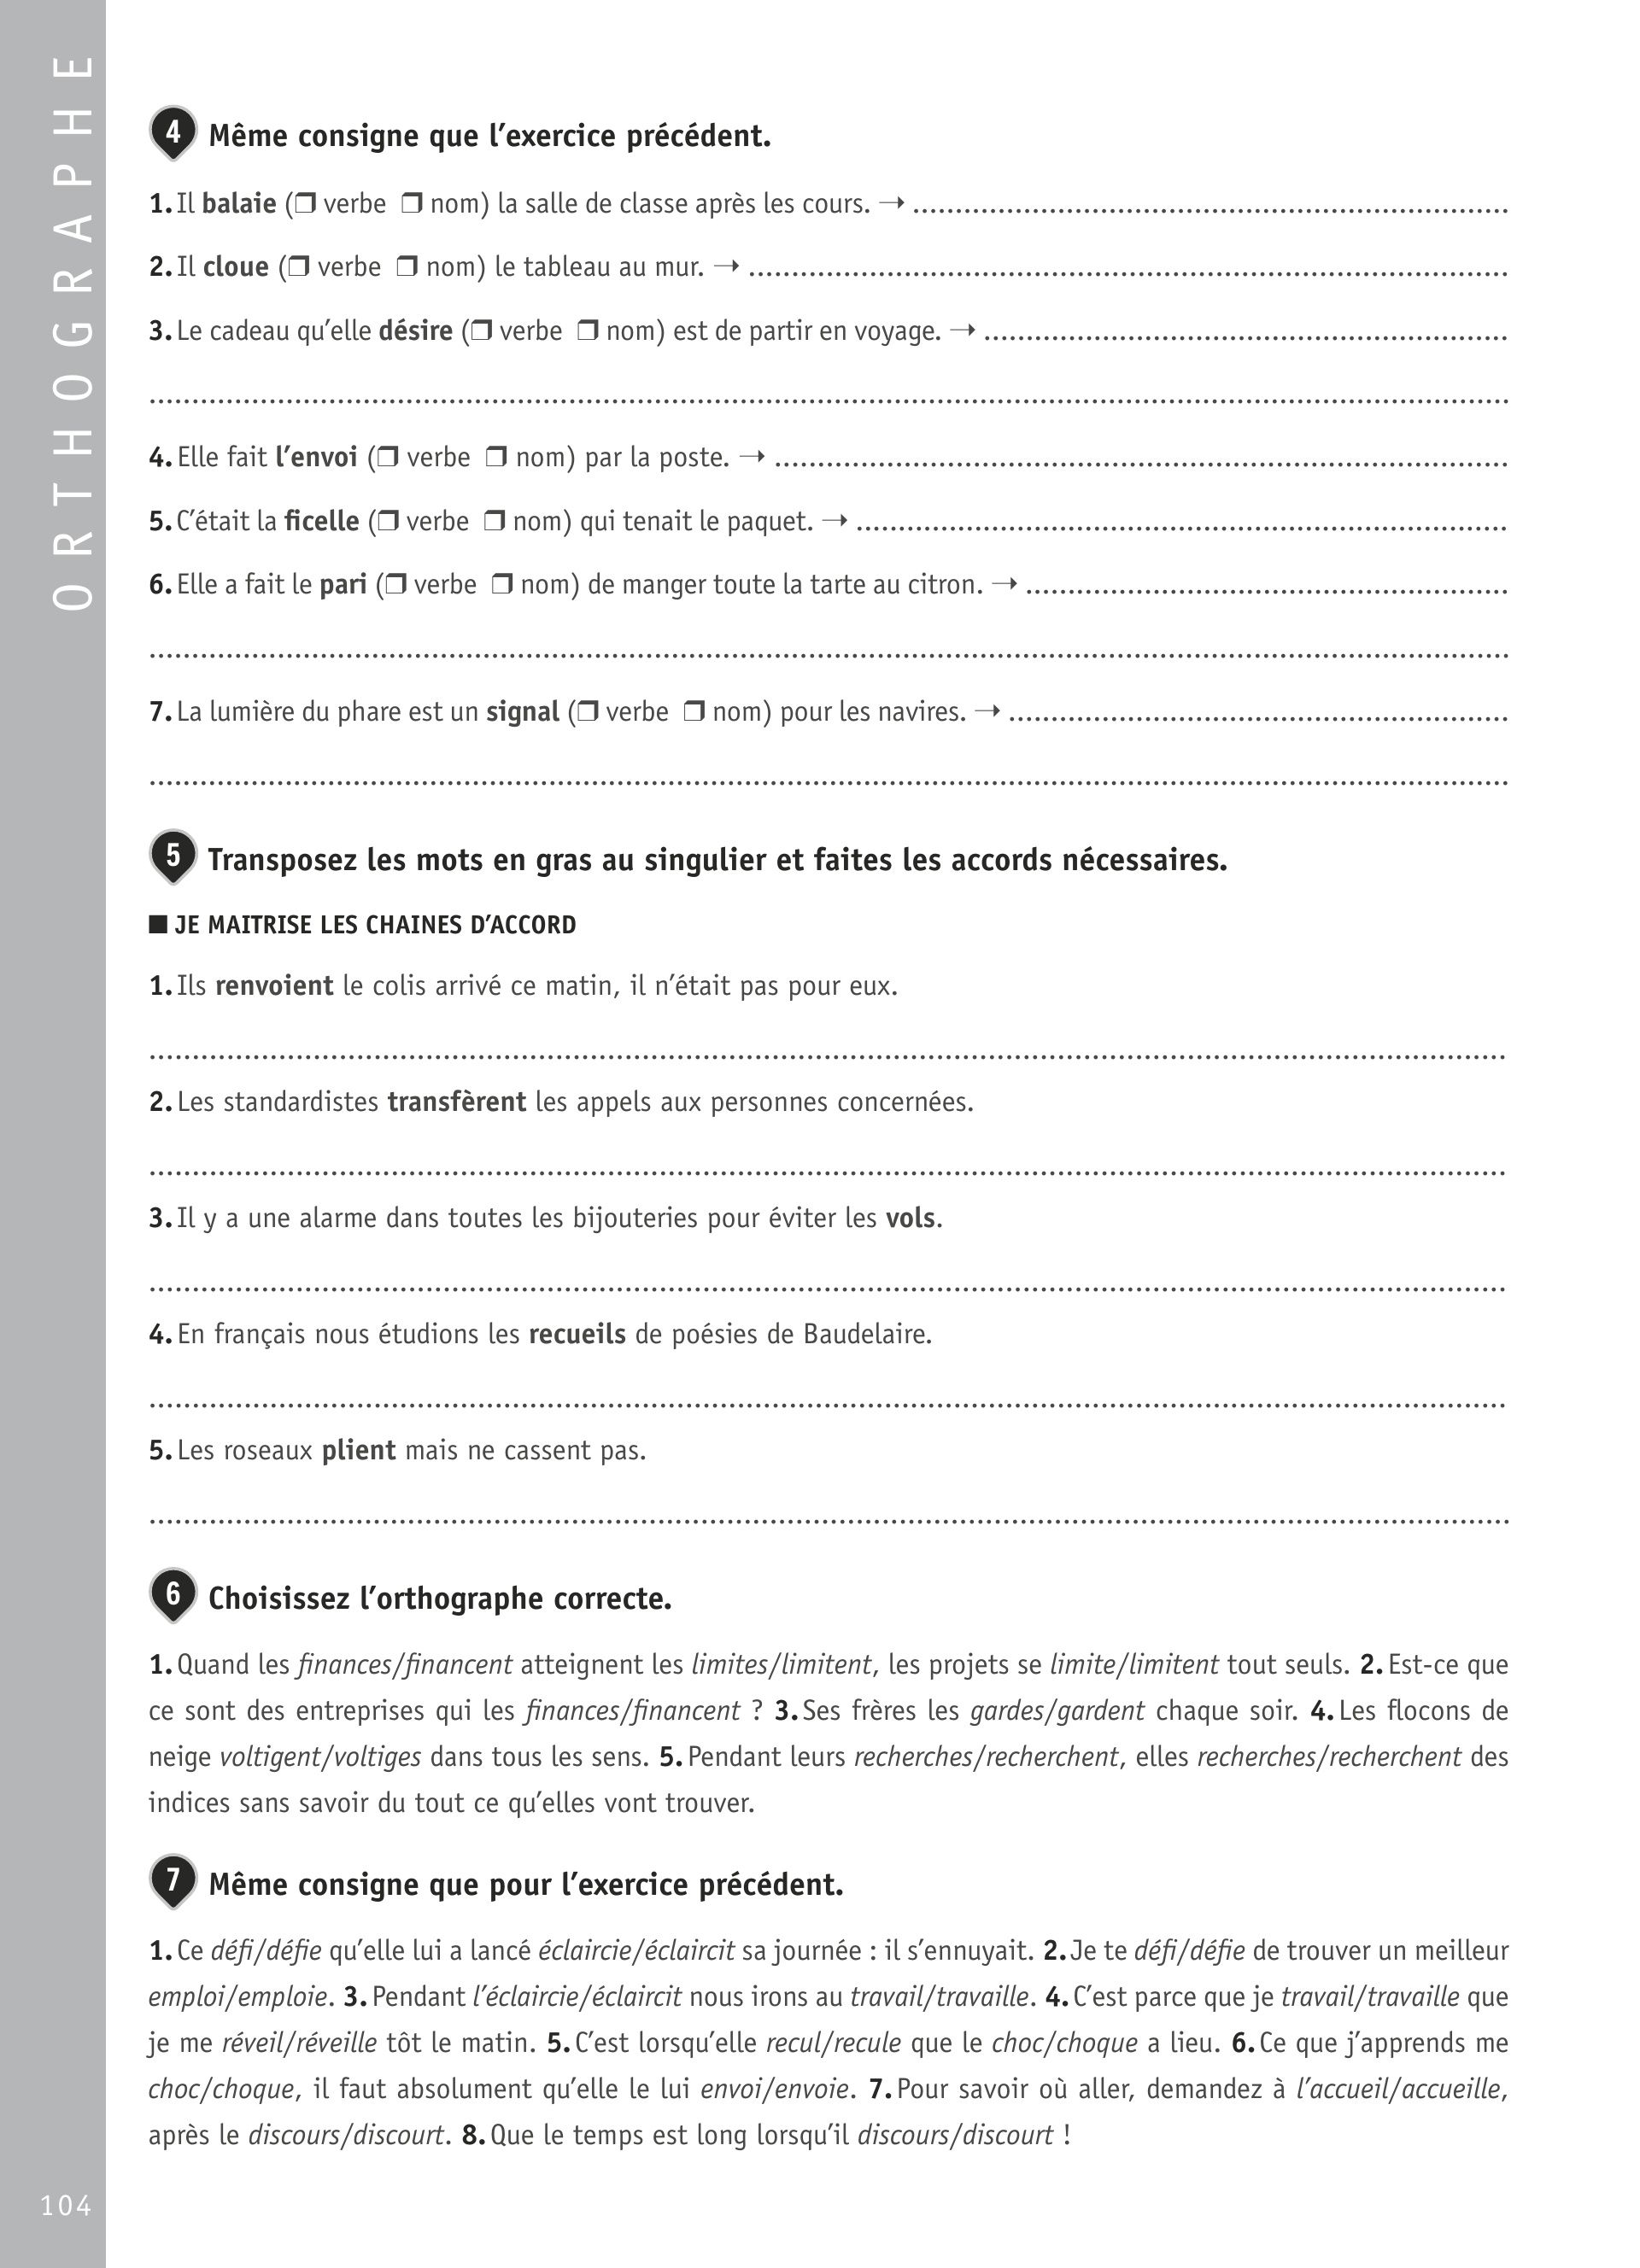 ORTHOGRAPHE
4 Même consigne que l’exercice précédent.
1. Il balaie (❒ verbe ❒ nom) la salle de classe après les cours. → ......................................................................
2. Il cloue (❒ verbe ❒ nom) le tableau au mur. → ......................................................................
3. Le cadeau qu’elle désire (❒ verbe ❒ nom) est de partir en voyage. → ......................................................................
......................................................................
4. Elle fait l’envoi (❒ verbe ❒ nom) par la poste. → ......................................................................
5. C’était la ficelle (❒ verbe ❒ nom) qui tenait le paquet. → ......................................................................
6. Elle a fait le pari (❒ verbe ❒ nom) de manger toute la tarte au citron. → ......................................................................
......................................................................
7. La lumière du phare est un signal (❒ verbe ❒ nom) pour les navires. → ......................................................................
......................................................................
5 Transposez les mots en gras au singulier et faites les accords nécessaires.
■ JE MAITRISE LES CHAINES D’ACCORD
1. Ils renvoient le colis arrivé ce matin, il n’était pas pour eux.
......................................................................
2. Les standardistes transfèrent les appels aux personnes concernées.
......................................................................
3. Il y a une alarme dans toutes les bijouteries pour éviter les vols.
......................................................................
4. En français nous étudions les recueils de poésies de Baudelaire.
......................................................................
5. Les roseaux plient mais ne cassent pas.
......................................................................
6 Choisissez l’orthographe correcte.
1. Quand les finances/financent atteignent les limites/limitent, les projets se limite/limitent tout seuls. 2. Est-ce que
ce sont des entreprises qui les finances/financent ? 3. Ses frères les gardes/gardent chaque soir. 4. Les flocons de
neige voltigent/voltiges dans tous les sens. 5. Pendant leurs recherches/recherchent, elles recherches/recherchent des
indices sans savoir du tout ce qu’elles vont trouver.
7 Même consigne que pour l’exercice précédent.
1. Ce défi/défie qu’elle lui a lancé éclaircie/éclaircit sa journée : il s’ennuyait. 2. Je te défi/défie de trouver un meilleur
emploi/emploie. 3. Pendant l’éclaircie/éclaircit nous irons au travail/travaille. 4. C’est parce que je travail/travaille que
je me réveil/réveille tôt le matin. 5. C’est lorsqu’elle recul/recule que le choc/choque a lieu. 6. Ce que j’apprends me
choc/choque, il faut absolument qu’elle le lui envoi/envoie. 7. Pour savoir où aller, demandez à l’accueil/accueille,
après le discours/discourt. 8. Que le temps est long lorsqu’il discours/discourt !
104